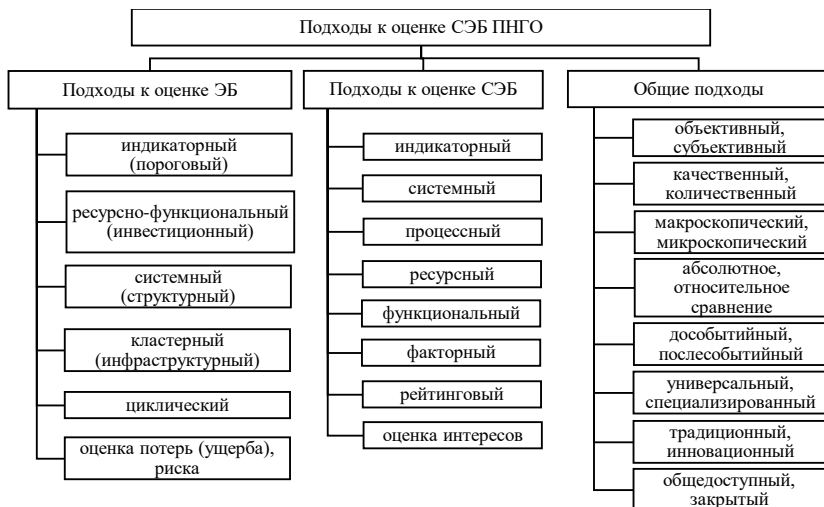 Подходы к оценке СЭБ ПНГО
Подходы к оценке ЭБ
индикаторный
(пороговый)
ресурсно-функциональный
(инвестиционный)
системный
(структурный)
кластерный
(инфраструктурный)
циклический
оценка потерь (ущерба),
риска
Подходы к оценке СЭБ
индикаторный
системный
процессный
ресурсный
функциональный
факторный
рейтинговый
оценка интересов
Общие подходы
объективный,
субъективный
качественный,
количественный
макроскопический,
микроскопический
абсолютное,
относительное
сравнение
дособытийный,
послесобытийный
универсальный,
специализированный
традиционный,
инновационный
общедоступный,
закрытый